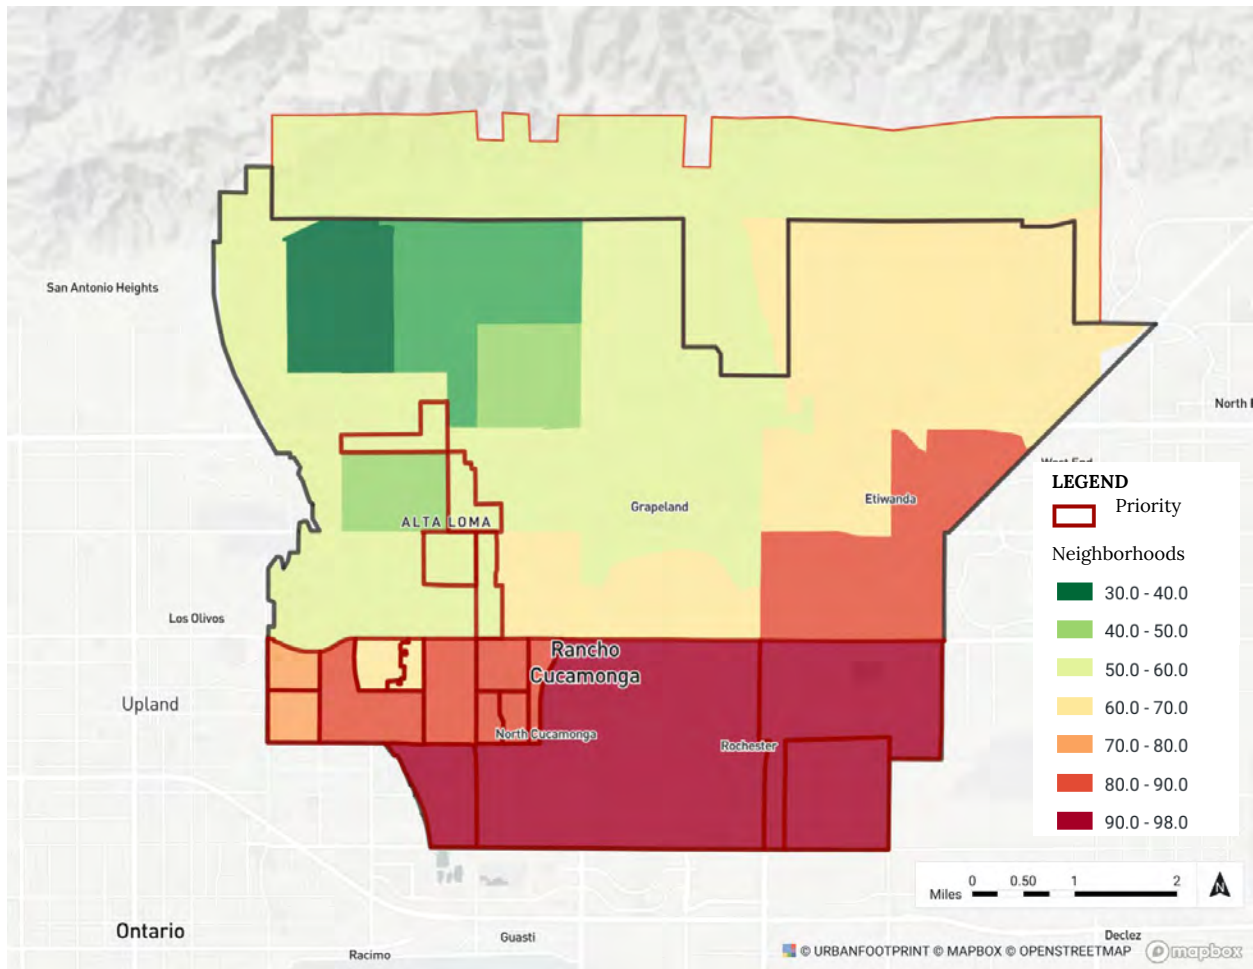 San Antonio Heights
North
LEGEND
Priority
Neighborhoods
30.0 - 40.0
40.0 - 50.0
50.0 - 60.0
60.0 - 70.0
70.0 - 80.0
80.0 - 90.0
90.0 - 98.0
Grapeland
Etiwanda
ALTA LOMA
Los Olivos
Rancho
Cucamonga
Upland
North Cucamonga
Rochester
0 0.50 1 2
Miles
N
Ontario
Guasti
Racimo
Declez
© URBANFOOTPRINT © MAPBOX © OPENSTREETMAP
mapbox